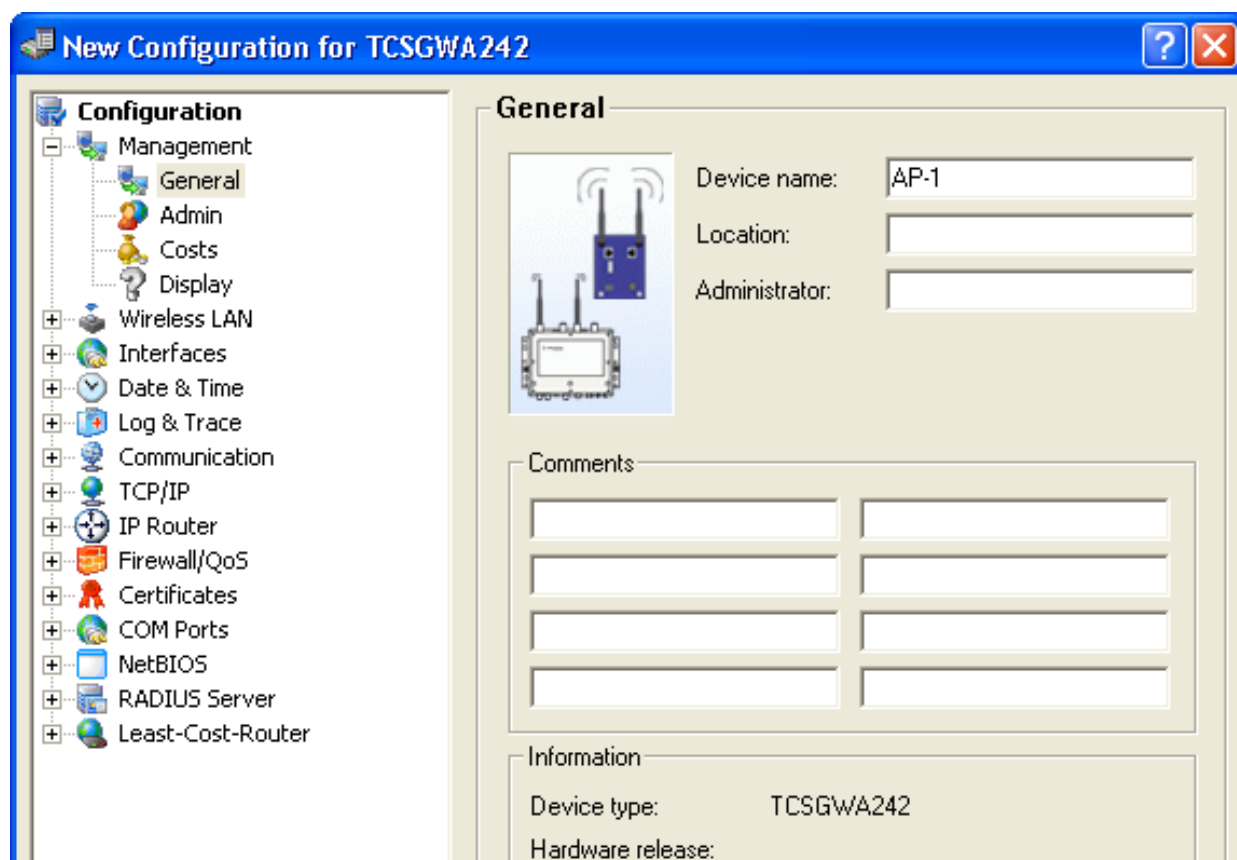 New Configuration for TCSGWA242
Configuration
Management
General
Admin
Costs
Display
Wireless LAN
Interfaces
Date & Time
Log & Trace
Communication
TCP/IP
IP Router
Firewall/QoS
Certificates
COM Ports
NetBIOS
RADIUS Server
Least-Cost-Router
General
Device name: AP-1
Location:
Administrator:
Comments
Information
Device type: TCSGWA242
Hardware release: